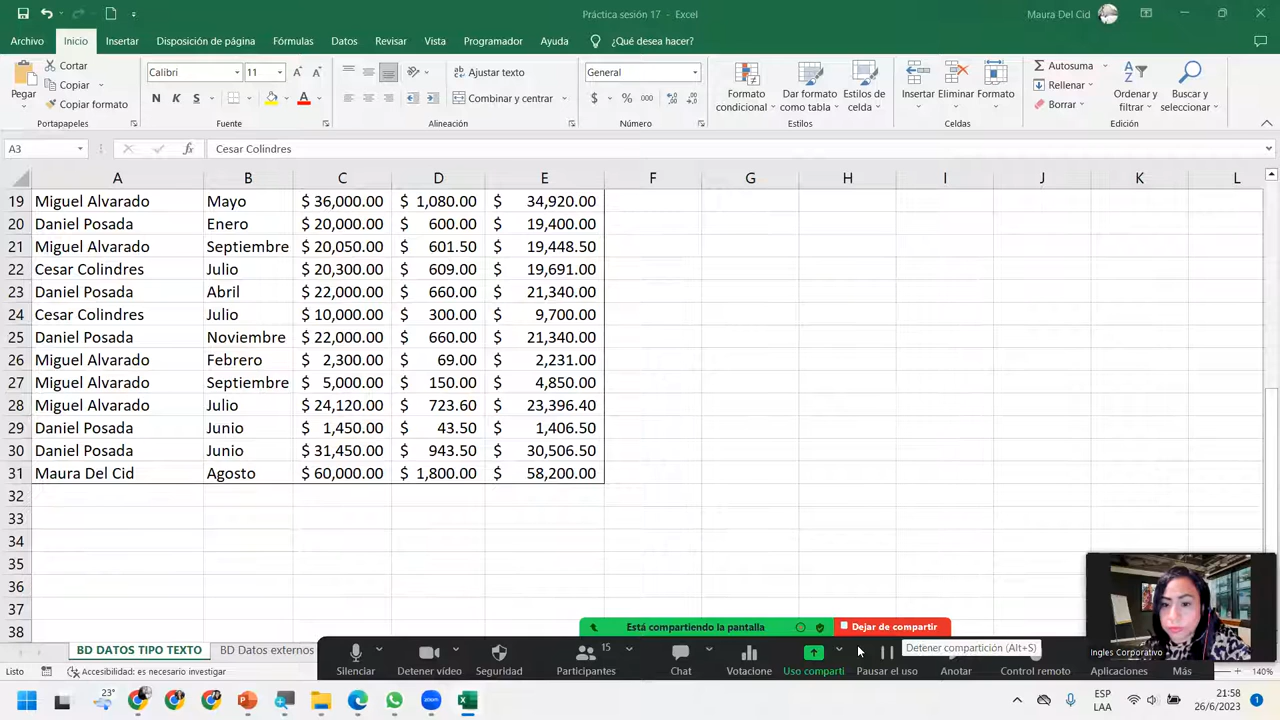 Práctica sesión 17 - Excel
Maura Del Cid
Archivo Inicio Insertar Disposición de página Fórmulas Datos Revisar Vista Programador Ayuda ¿Qué desea hacer?
Pegar
Cortar
Copiar
Copiar formato
Portapapeles
Calibri 11
N K S
Fuente
Ajustar texto
Combinar y centrar
Alineación
General
$ % 000
Número
Formato condicional
Dar formato como tabla
Estilos de celda
Estilos
Insertar Eliminar Formato
Celdas
Autosuma
Rellenar
Borrar
Ordenar y filtrar
Buscar y seleccionar
Edición
A3 fx Cesar Colindres
A B C D E F G H I J K L
19 Miguel Alvarado Mayo $ 36,000.00 $ 1,080.00 $ 34,920.00
20 Daniel Posada Enero $ 20,000.00 $ 600.00 $ 19,400.00
21 Miguel Alvarado Septiembre $ 20,050.00 $ 601.50 $ 19,448.50
22 Cesar Colindres Julio $ 20,300.00 $ 609.00 $ 19,691.00
23 Daniel Posada Abril $ 22,000.00 $ 660.00 $ 21,340.00
24 Cesar Colindres Julio $ 10,000.00 $ 300.00 $ 9,700.00
25 Daniel Posada Noviembre $ 22,000.00 $ 660.00 $ 21,340.00
26 Miguel Alvarado Febrero $ 2,300.00 $ 69.00 $ 2,231.00
27 Miguel Alvarado Septiembre $ 5,000.00 $ 150.00 $ 4,850.00
28 Miguel Alvarado Julio $ 24,120.00 $ 723.60 $ 23,396.40
29 Daniel Posada Junio $ 1,450.00 $ 43.50 $ 1,406.50
30 Daniel Posada Junio $ 31,450.00 $ 943.50 $ 30,506.50
31 Maura Del Cid Agosto $ 60,000.00 $ 1,800.00 $ 58,200.00
32
33
34
35
36
37
38
Está compartiendo la pantalla Dejar de compartir
Detener compartición (Alt+S)
Ingles Corporativo
BD DATOS TIPO TEXTO BD Datos externos
15
Silenciar Detener video Seguridad Participantes Chat Votaciones Uso comparti Pausar el uso Anotar Control remoto Aplicaciones Más
Listo Accesibilidad: es necesario investigar 140%
23°
zoom
ESP
LAA
21:58
26/6/2023
1